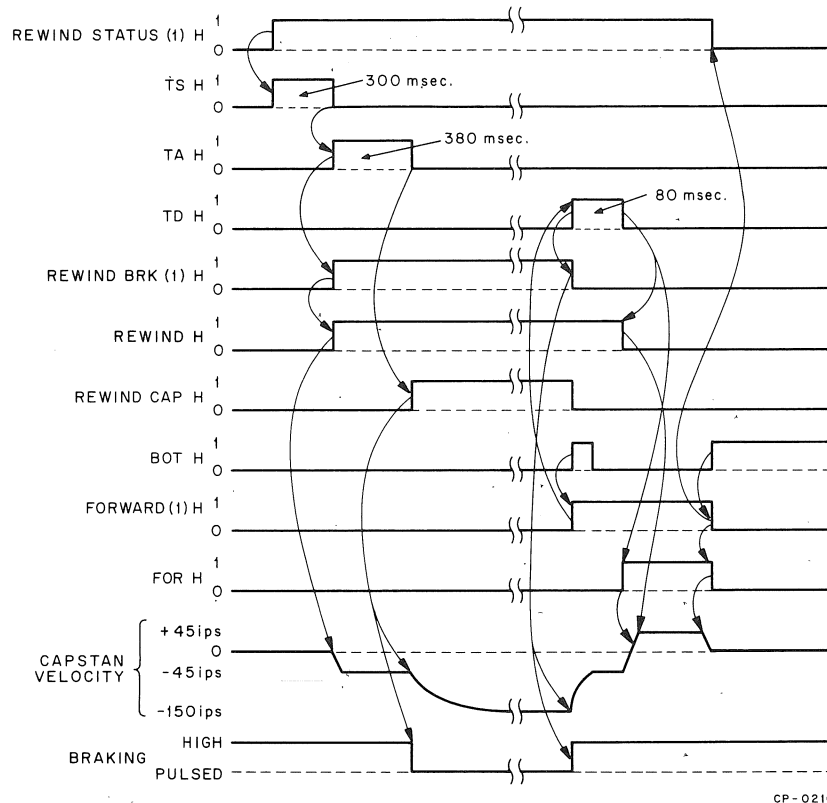 REWIND STATUS (1) H 1
0
TS H 1
0
300 msec.
TA H 1
0
380 msec.
TD H 1
0
80 msec.
REWIND BRK (1) H 1
0
REWIND H 1
0
REWIND CAP H 1
0
BOT H 1
0
FORWARD (1) H 1
0
FOR H 1
0
CAPSTAN VELOCITY
+45ips
0
-45ips
-150ips
BRAKING
HIGH
PULSED